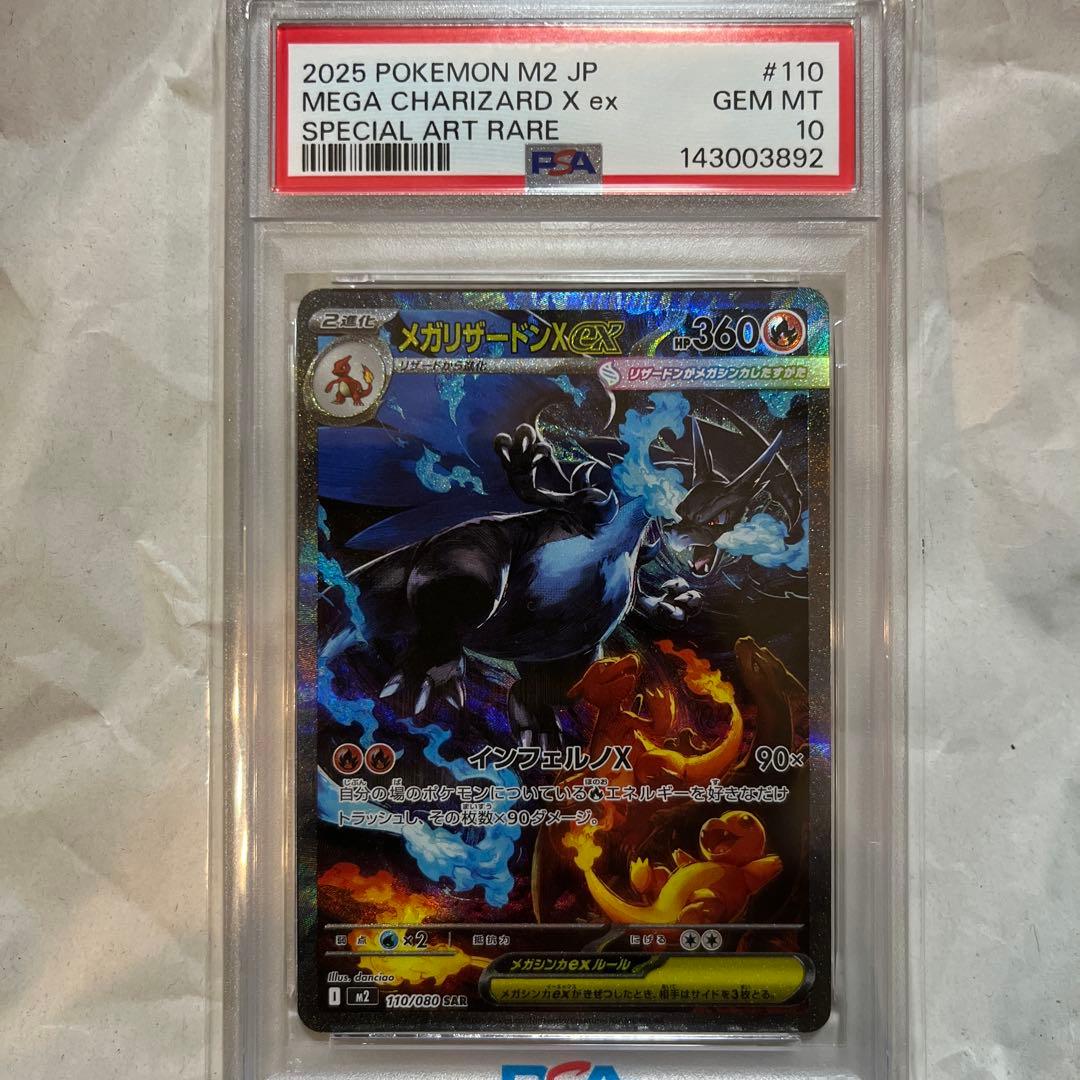 2025 POKEMON M2 JP #110
MEGA CHARIZARD X ex GEM MT
SPECIAL ART RARE 10
PSA 143003892
2進化 メガリザードンXex HP360
リザードから進化 リザードンがメガシンカしたすがた
インフェルノX 90×
自分の場のポケモンについているエネルギーを好きなだけ
トラッシュし、その枚数×90ダメージ。
弱点 ×2 抵抗力 にげる
メガシンカexルール
メガシンカexがきぜつしたとき、相手はサイドを3枚とる。
Illus. danciao
I M2 110/080 SAR
PSA